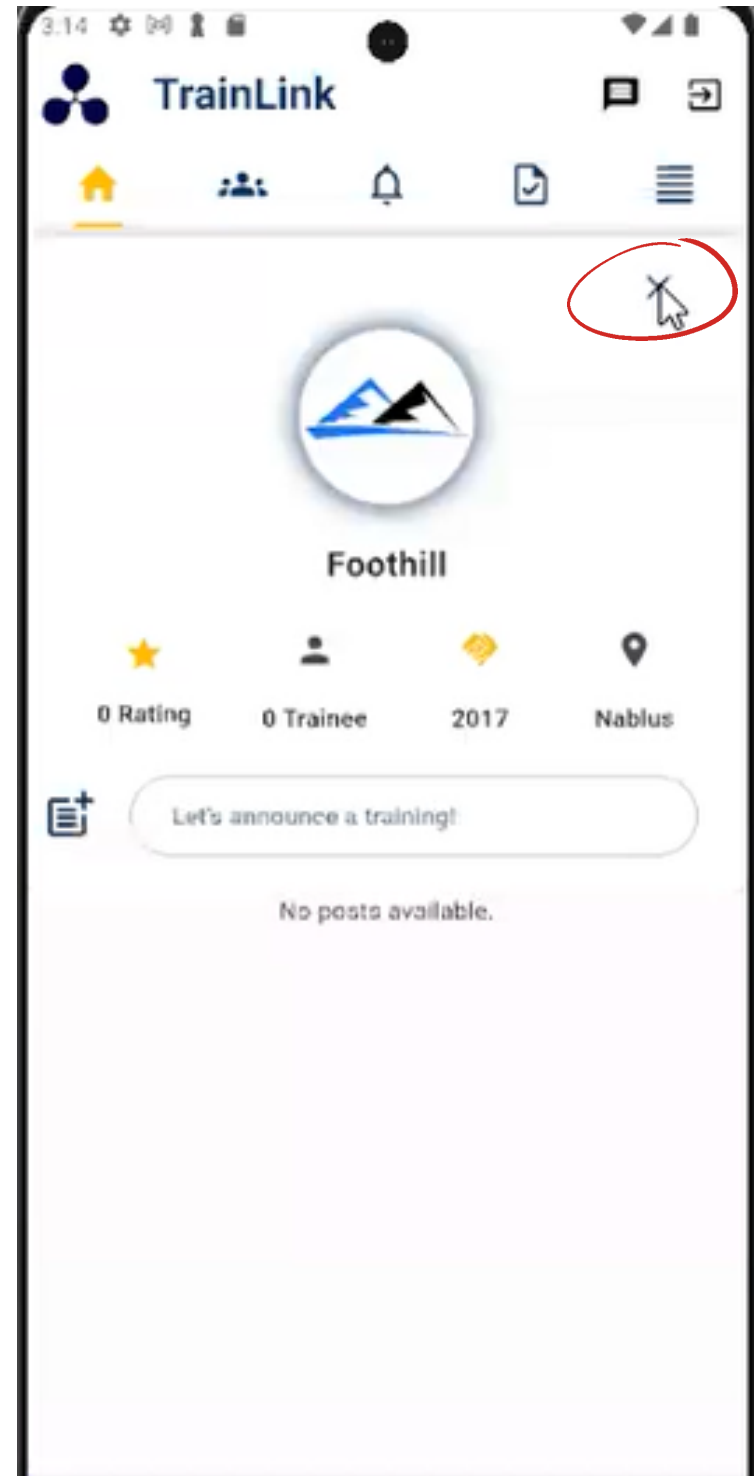 3:14
TrainLink
Foothill
0 Rating
0 Trainee
2017
Nablus
Let's announce a training!
No posts available.